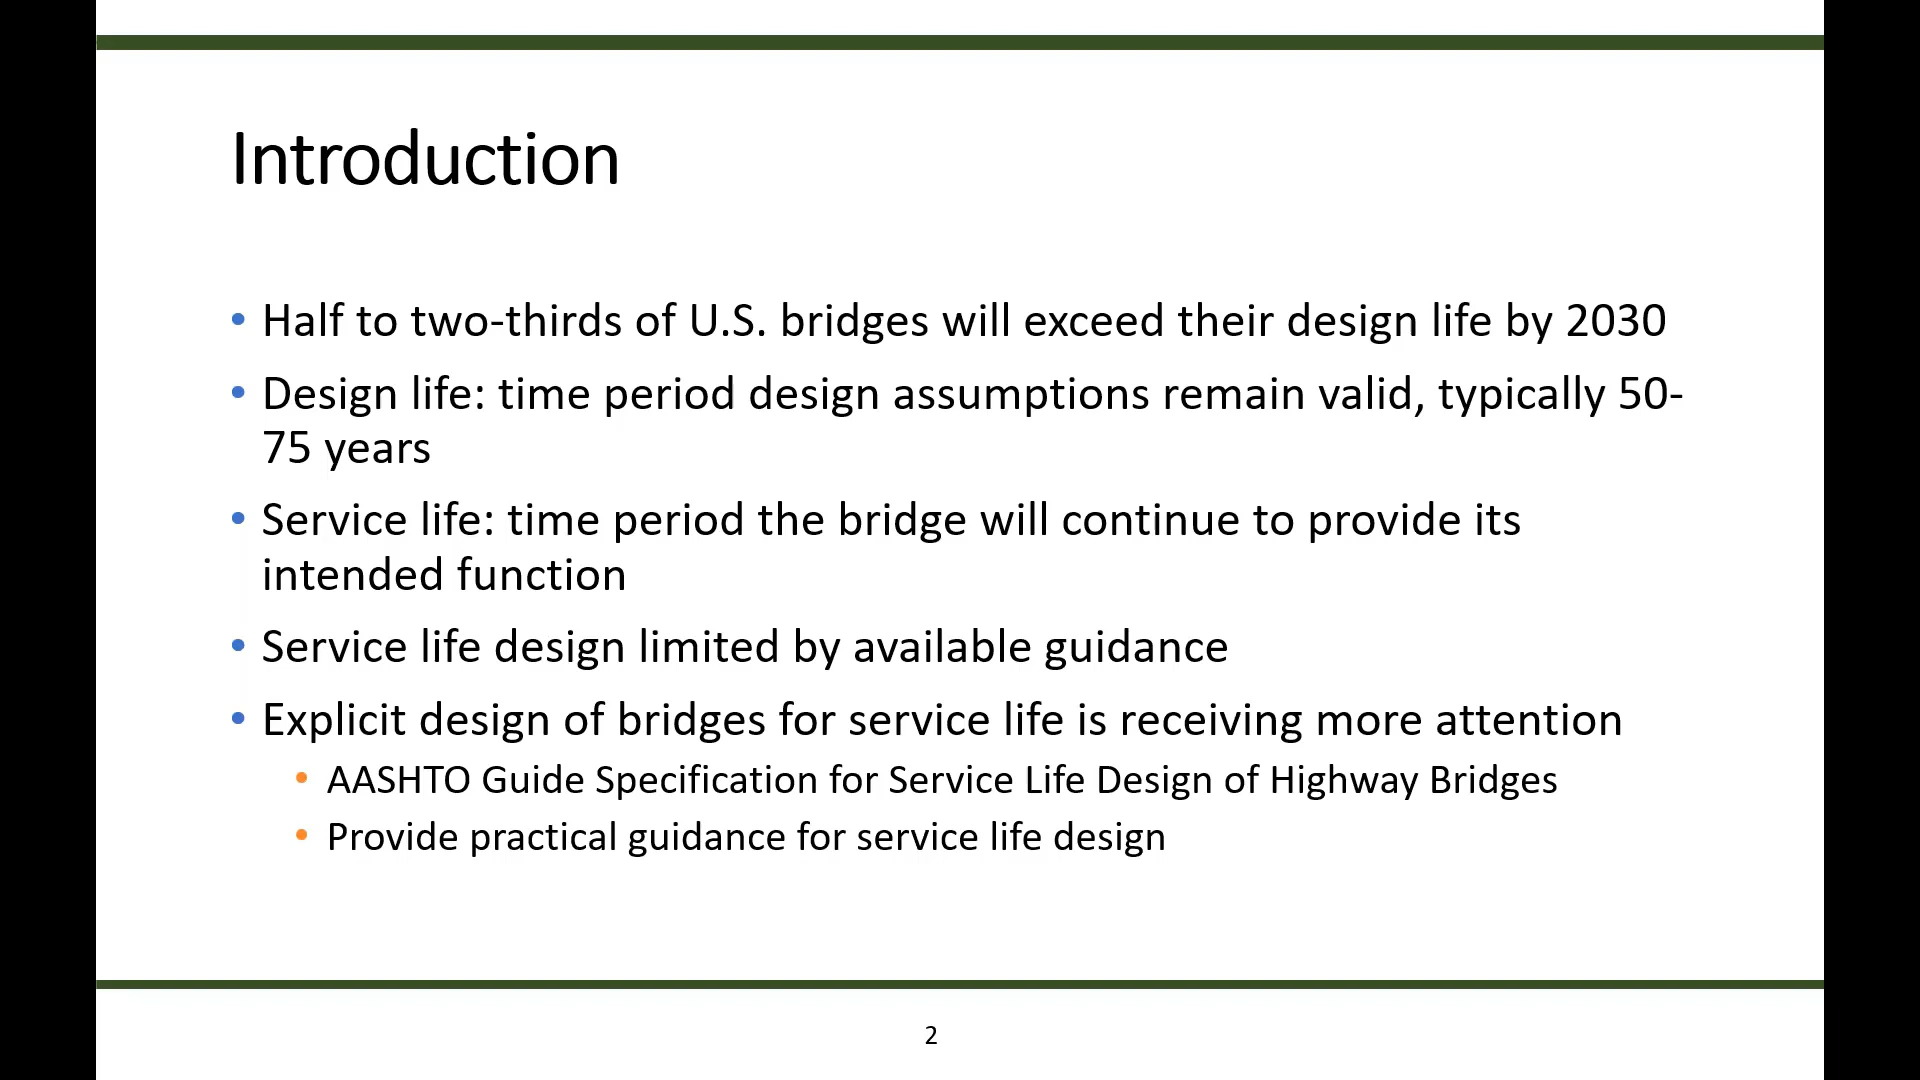 Introduction
• Half to two-thirds of U.S. bridges will exceed their design life by 2030
• Design life: time period design assumptions remain valid, typically 50-
75 years
• Service life: time period the bridge will continue to provide its
intended function
• Service life design limited by available guidance
• Explicit design of bridges for service life is receiving more attention
• AASHTO Guide Specification for Service Life Design of Highway Bridges
• Provide practical guidance for service life design
2